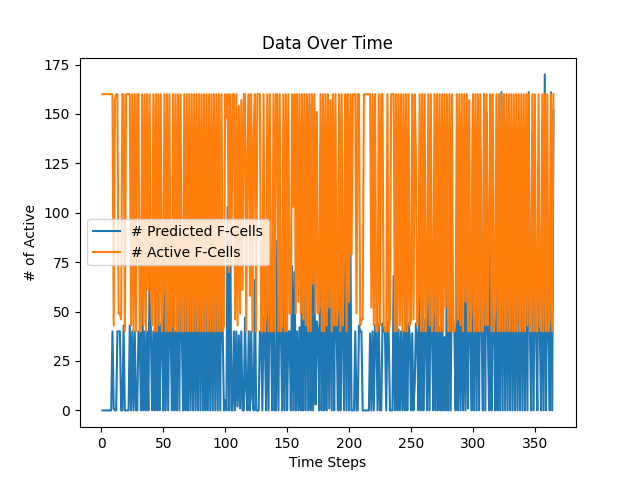 Data Over Time
175
150
125
100
75
50
25
0
# of Active
# Predicted F-Cells
# Active F-Cells
0 50 100 150 200 250 300 350
Time Steps